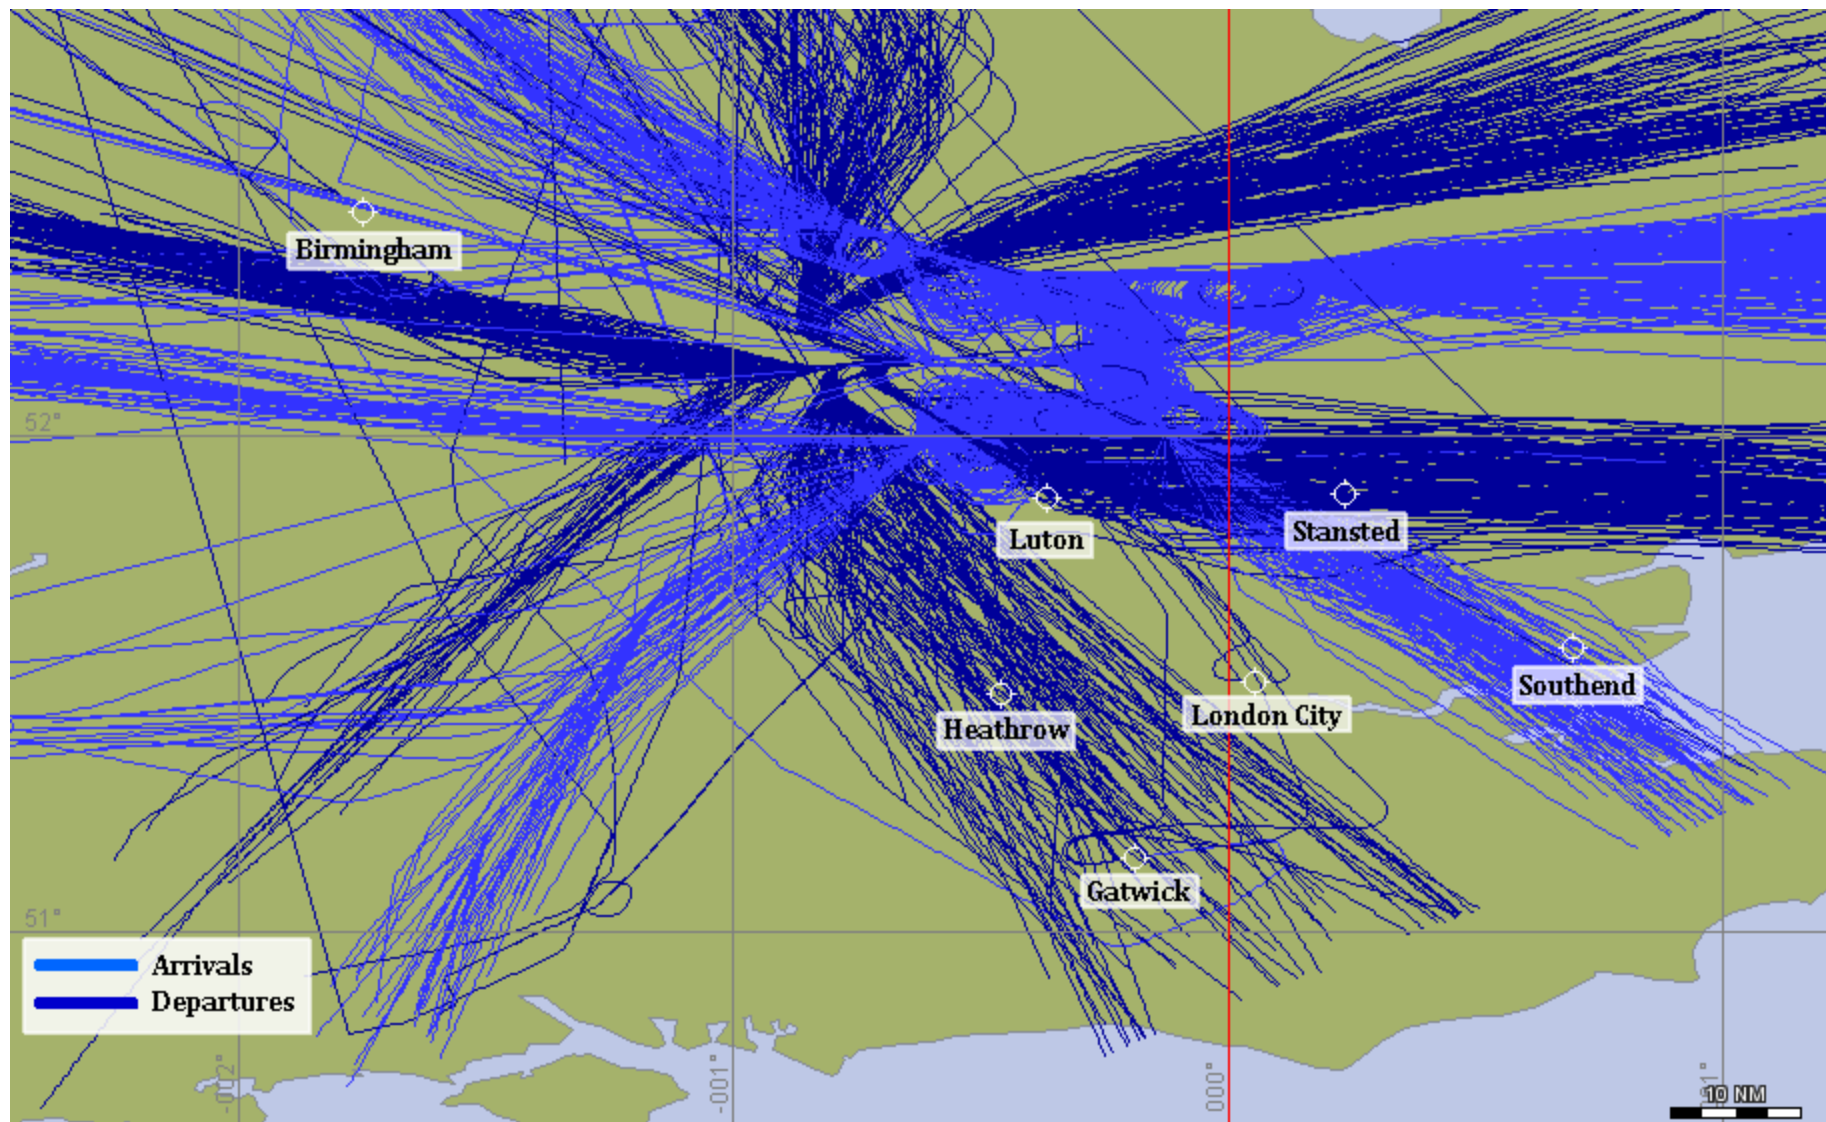 Birmingham
52°
Luton
Stansted
Southend
London City
Heathrow
Gatwick
51°
Arrivals
Departures
-002°
-001°
000°
001°
10 NM